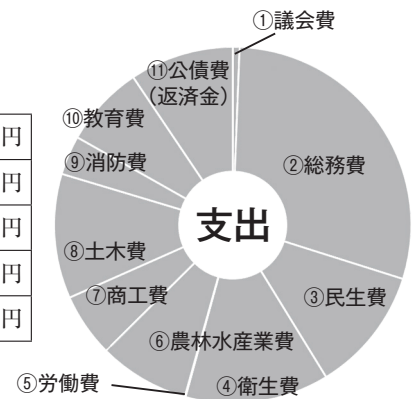 ①議会費
②総務費
③民生費
④衛生費
⑤労働費
⑥農林水産業費
⑦商工費
⑧土木費
⑨消防費
⑩教育費
⑪公債費
(返済金)
支出
円
円
円
円
円